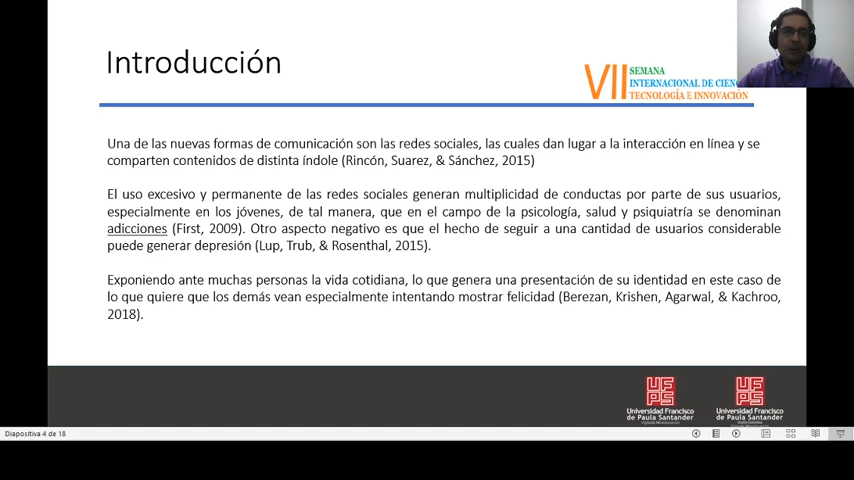 Introducción
VII SEMANA
INTERNACIONAL DE CIENC
TECNOLOGÍA E INNOVACIÓN
Una de las nuevas formas de comunicación son las redes sociales, las cuales dan lugar a la interacción en línea y se
comparten contenidos de distinta índole (Rincón, Suarez, & Sánchez, 2015)
El uso excesivo y permanente de las redes sociales generan multiplicidad de conductas por parte de sus usuarios,
especialmente en los jóvenes, de tal manera, que en el campo de la psicología, salud y psiquiatría se denominan
adicciones (First, 2009). Otro aspecto negativo es que el hecho de seguir a una cantidad de usuarios considerable
puede generar depresión (Lup, Trub, & Rosenthal, 2015).
Exponiendo ante muchas personas la vida cotidiana, lo que genera una presentación de su identidad en este caso de
lo que quiere que los demás vean especialmente intentando mostrar felicidad (Berezan, Krishen, Agarwal, & Kachroo,
2018).
UFPS
Universidad Francisco
de Paula Santander
Vigilada Mineducación
UFPS
Universidad Francisco
de Paula Santander
Ocaña Colombia
Vigilada Mineducación
Diapositiva 4 de 18